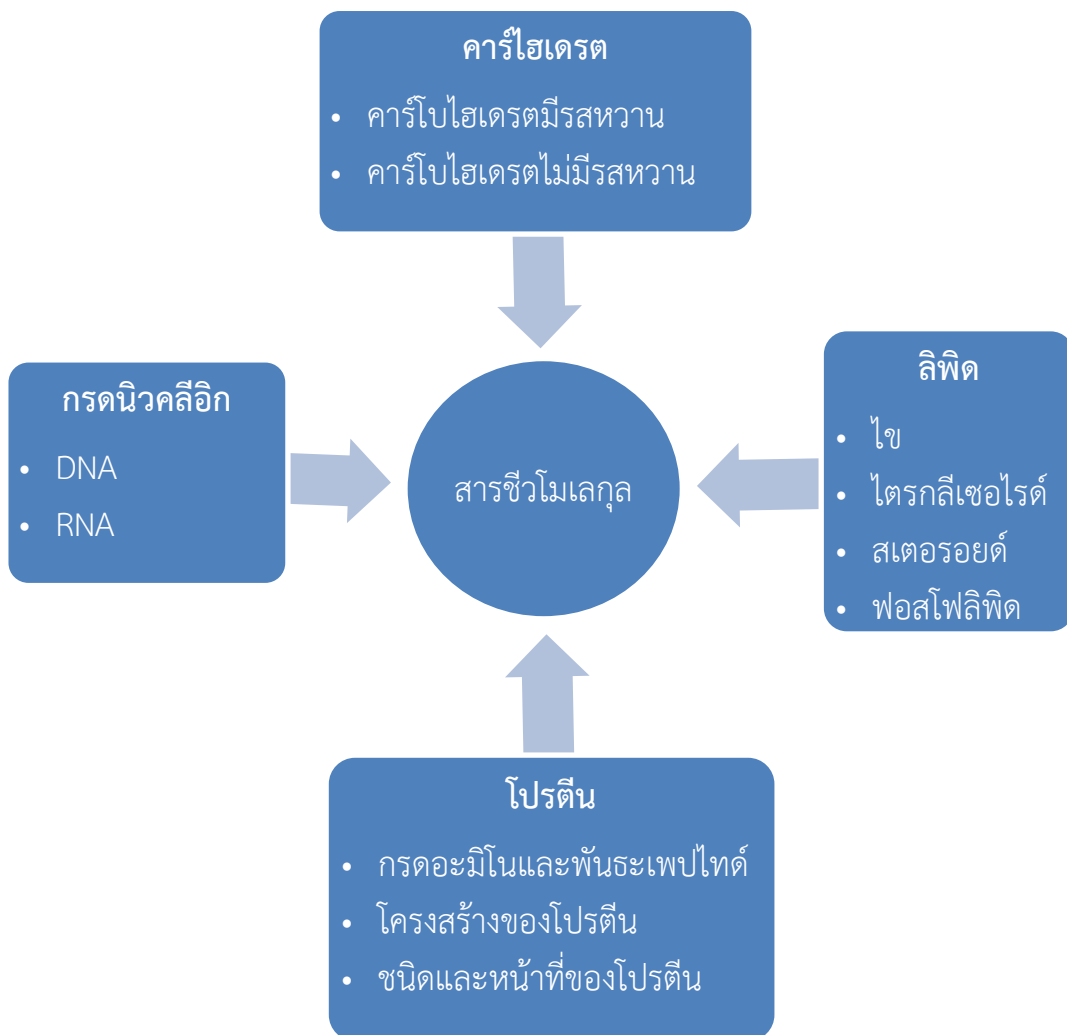 คาร์ไฮเดรต
• คาร์โบไฮเดรตมีรสหวาน
• คาร์โบไฮเดรตไม่มีรสหวาน
กรดนิวคลีอิก
• DNA
• RNA
สารชีวโมเลกุล
ลิพิด
• ไข
• ไตรกลีเซอไรด์
• สเตอรอยด์
• ฟอสโฟลิพิด
โปรตีน
• กรดอะมิโนและพันธะเพปไทด์
• โครงสร้างของโปรตีน
• ชนิดและหน้าที่ของโปรตีน